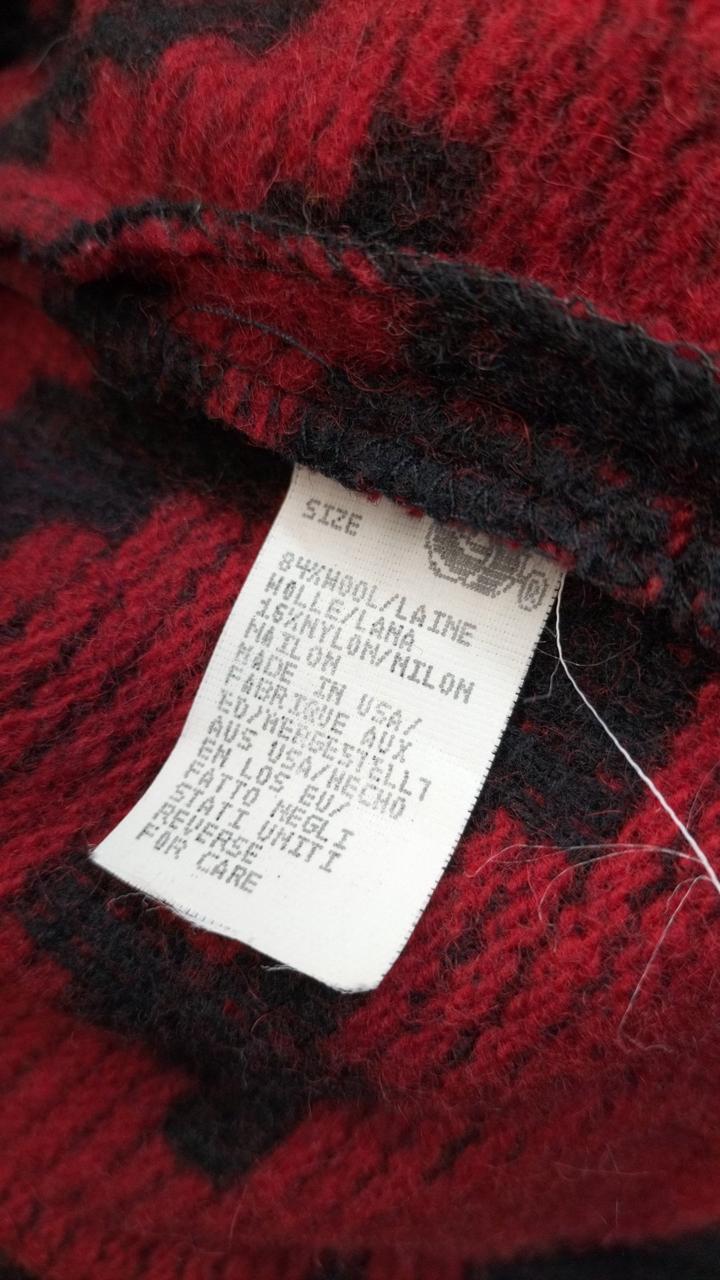 SIZE
84%WOOL/LAINE
WOLLE/LANA
16%NYLON/NILON
NAILON
MADE IN USA/
FABRIQUE AUX
EU/HERGESTELLT
AUS USA/HECHO
EN LOS EU/
FATTO NEGLI
STATI UNITI
REVERSE
FOR CARE
®